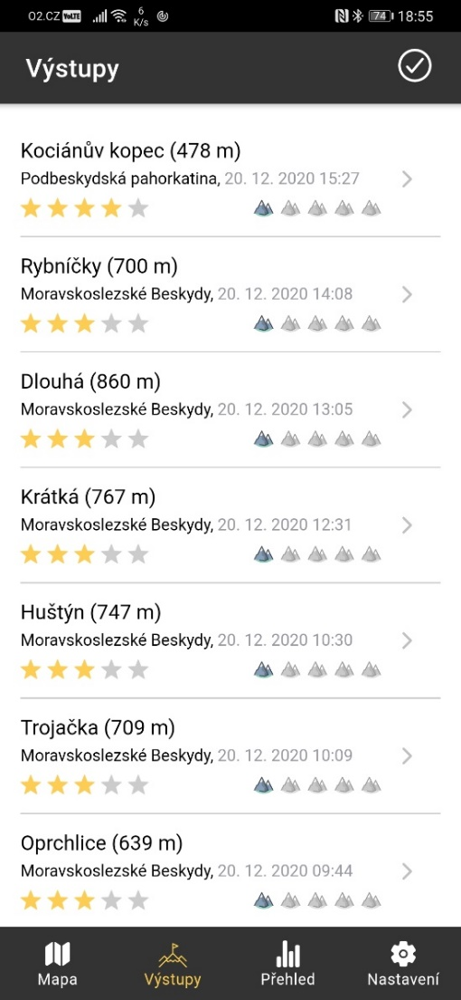 O2.CZ VoLTE 6 K/s 74 18:55
Výstupy
Kociánův kopec (478 m)
Podbeskydská pahorkatina, 20. 12. 2020 15:27
Rybníčky (700 m)
Moravskoslezské Beskydy, 20. 12. 2020 14:08
Dlouhá (860 m)
Moravskoslezské Beskydy, 20. 12. 2020 13:05
Krátká (767 m)
Moravskoslezské Beskydy, 20. 12. 2020 12:31
Huštýn (747 m)
Moravskoslezské Beskydy, 20. 12. 2020 10:30
Trojačka (709 m)
Moravskoslezské Beskydy, 20. 12. 2020 10:09
Oprchlice (639 m)
Moravskoslezské Beskydy, 20. 12. 2020 09:44
Mapa Výstupy Přehled Nastavení